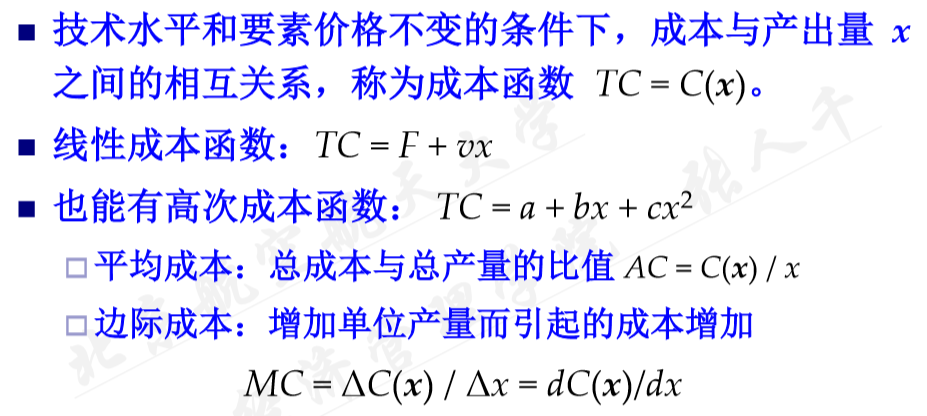 技术水平和要素价格不变的条件下，成本与产出量 x
之间的相互关系，称为成本函数 TC = C(x)。
线性成本函数：TC = F + vx
也能有高次成本函数： TC = a + bx + cx²
平均成本：总成本与总产量的比值 AC = C(x) / x
边际成本：增加单位产量而引起的成本增加
MC = ΔC(x) / Δx = dC(x)/dx